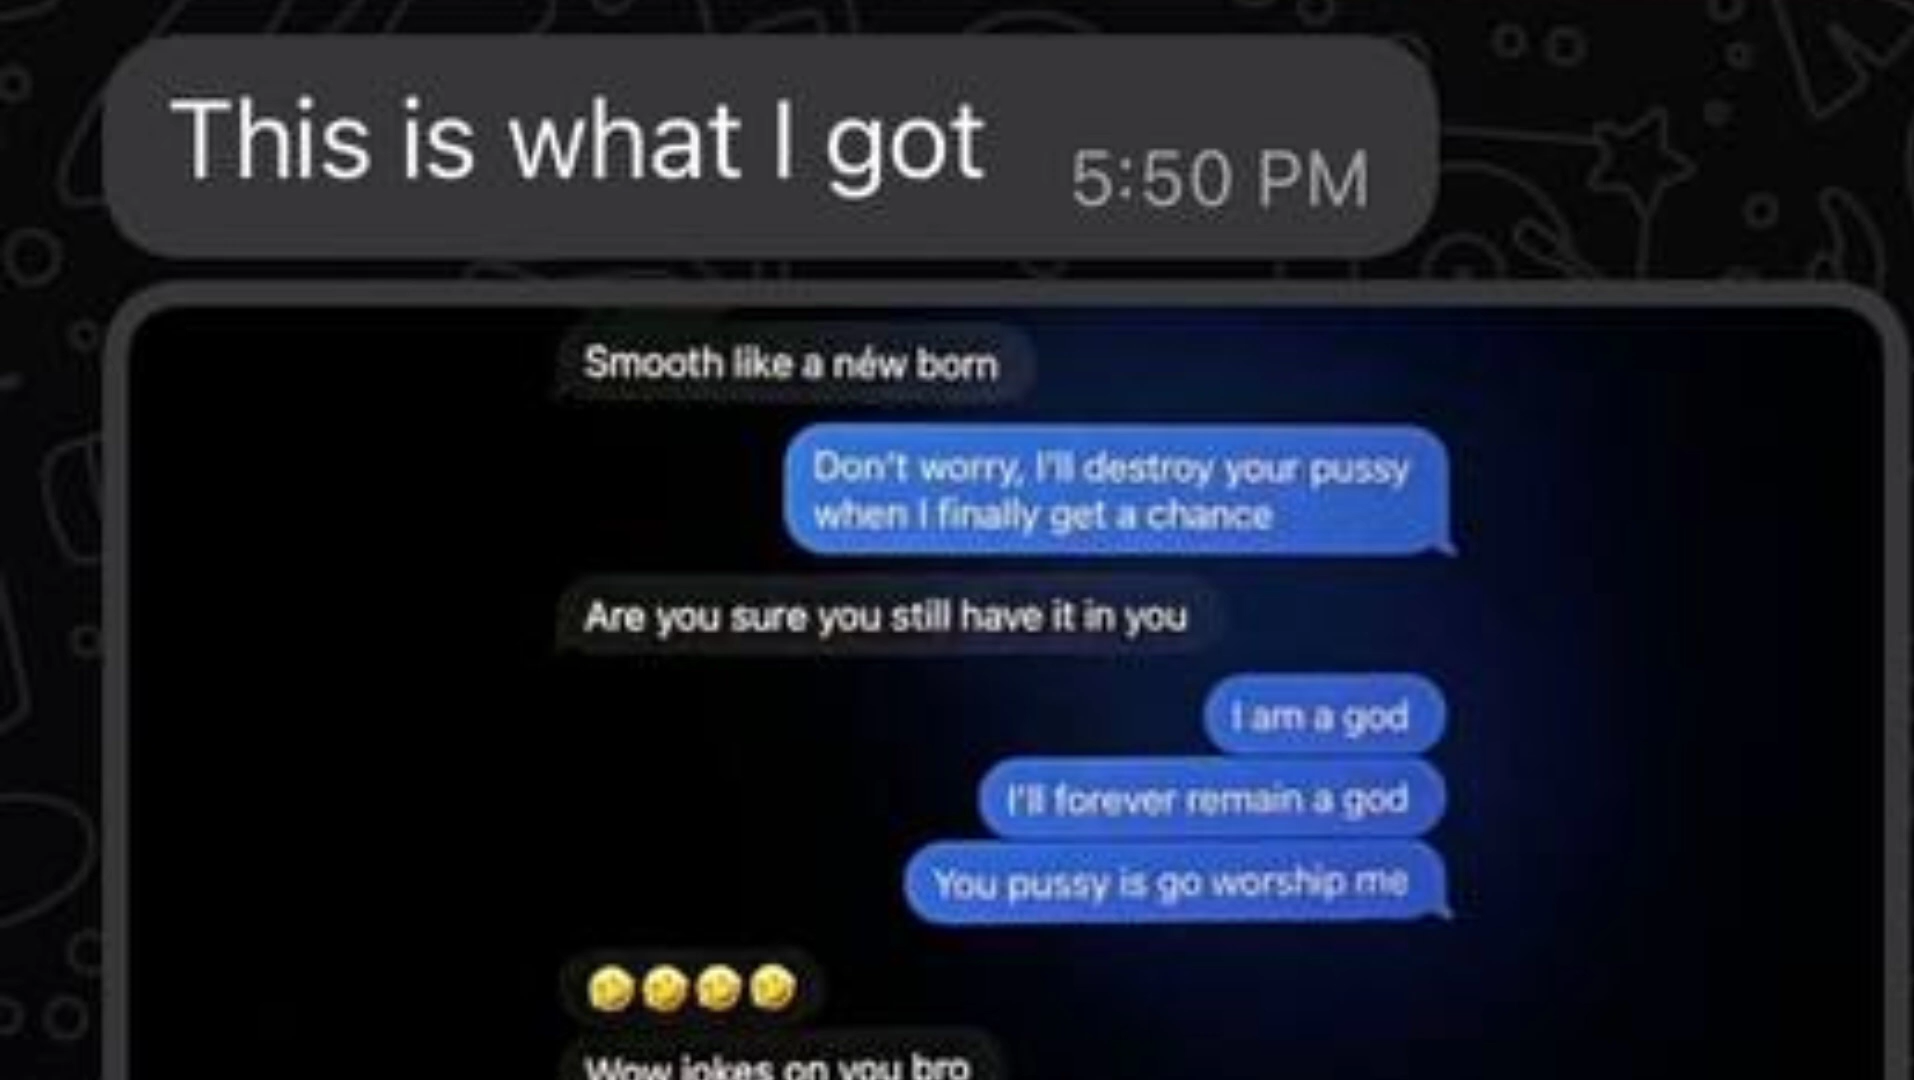 This is what I got 5:50 PM
Smooth like a néw born
Don't worry, I'll destroy your pussy
when I finally get a chance
Are you sure you still have it in you
I am a god
I'll forever remain a god
You pussy is go worship me
🤣🤣🤣🤣
Wow jokes on you bro